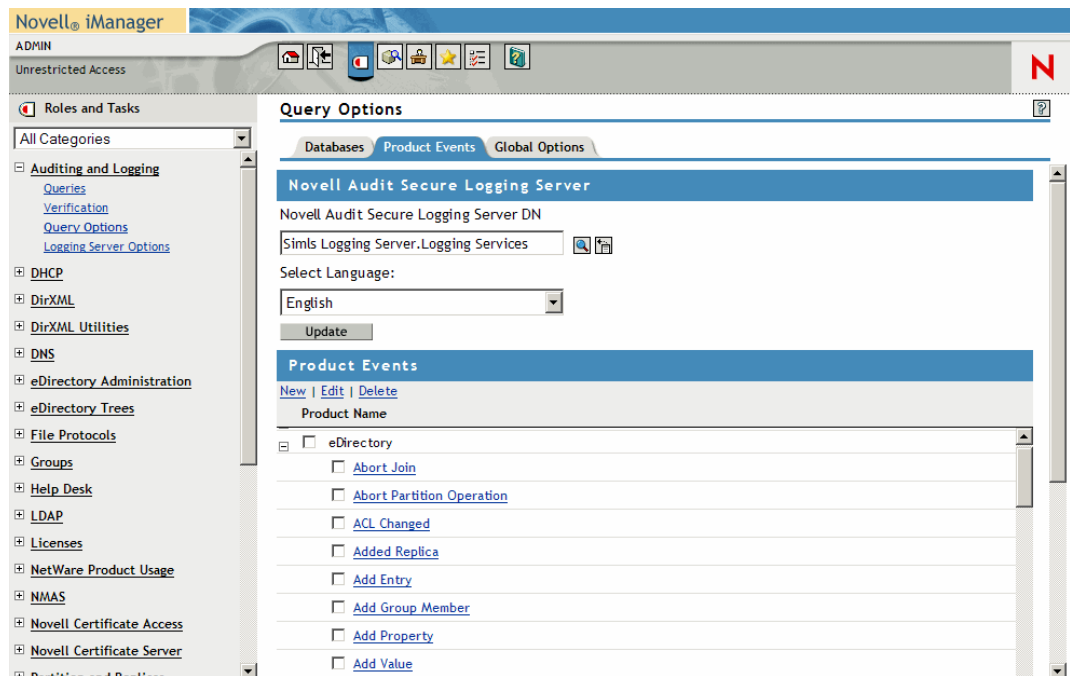 Novell® iManager
ADMIN
Unrestricted Access
N
Roles and Tasks
All Categories
Auditing and Logging
Queries
Verification
Query Options
Logging Server Options
DHCP
DirXML
DirXML Utilities
DNS
eDirectory Administration
eDirectory Trees
File Protocols
Groups
Help Desk
LDAP
Licenses
NetWare Product Usage
NMAS
Novell Certificate Access
Novell Certificate Server
Query Options
?
Databases Product Events Global Options
Novell Audit Secure Logging Server
Novell Audit Secure Logging Server DN
Simls Logging Server.Logging Services
Select Language:
English
Update
Product Events
New | Edit | Delete
Product Name
eDirectory
Abort Join
Abort Partition Operation
ACL Changed
Added Replica
Add Entry
Add Group Member
Add Property
Add Value